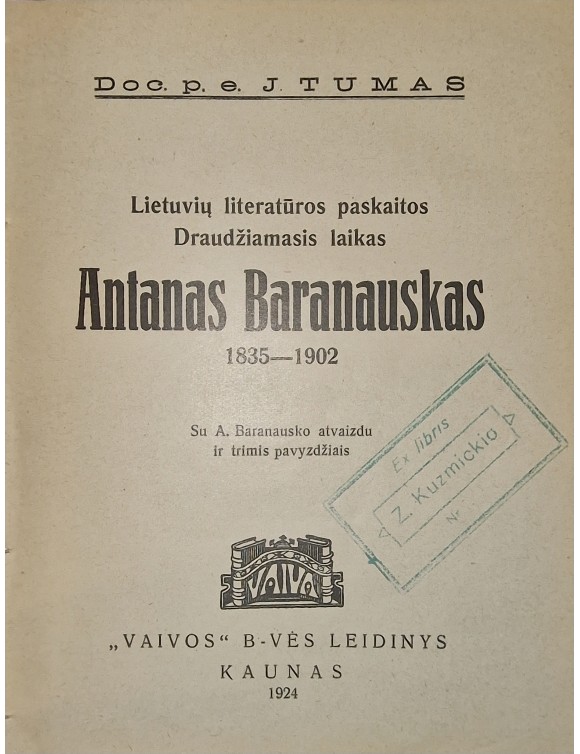 Doc. p. e. J. TUMAS
Lietuvių literatūros paskaitos
Draudžiamasis laikas
Antanas Baranauskas
1835—1902
Su A. Baranausko atvaizdu
ir trimis pavyzdžiais
Ex libris
Z. Kuzmickio
Nr
VAIVA
„VAIVOS“ B-VĖS LEIDINYS
KAUNAS
1924